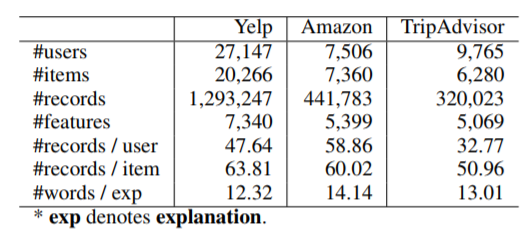 Yelp Amazon TripAdvisor
#users 27,147 7,506 9,765
#items 20,266 7,360 6,280
#records 1,293,247 441,783 320,023
#features 7,340 5,399 5,069
#records / user 47.64 58.86 32.77
#records / item 63.81 60.02 50.96
#words / exp 12.32 14.14 13.01
* exp denotes explanation.